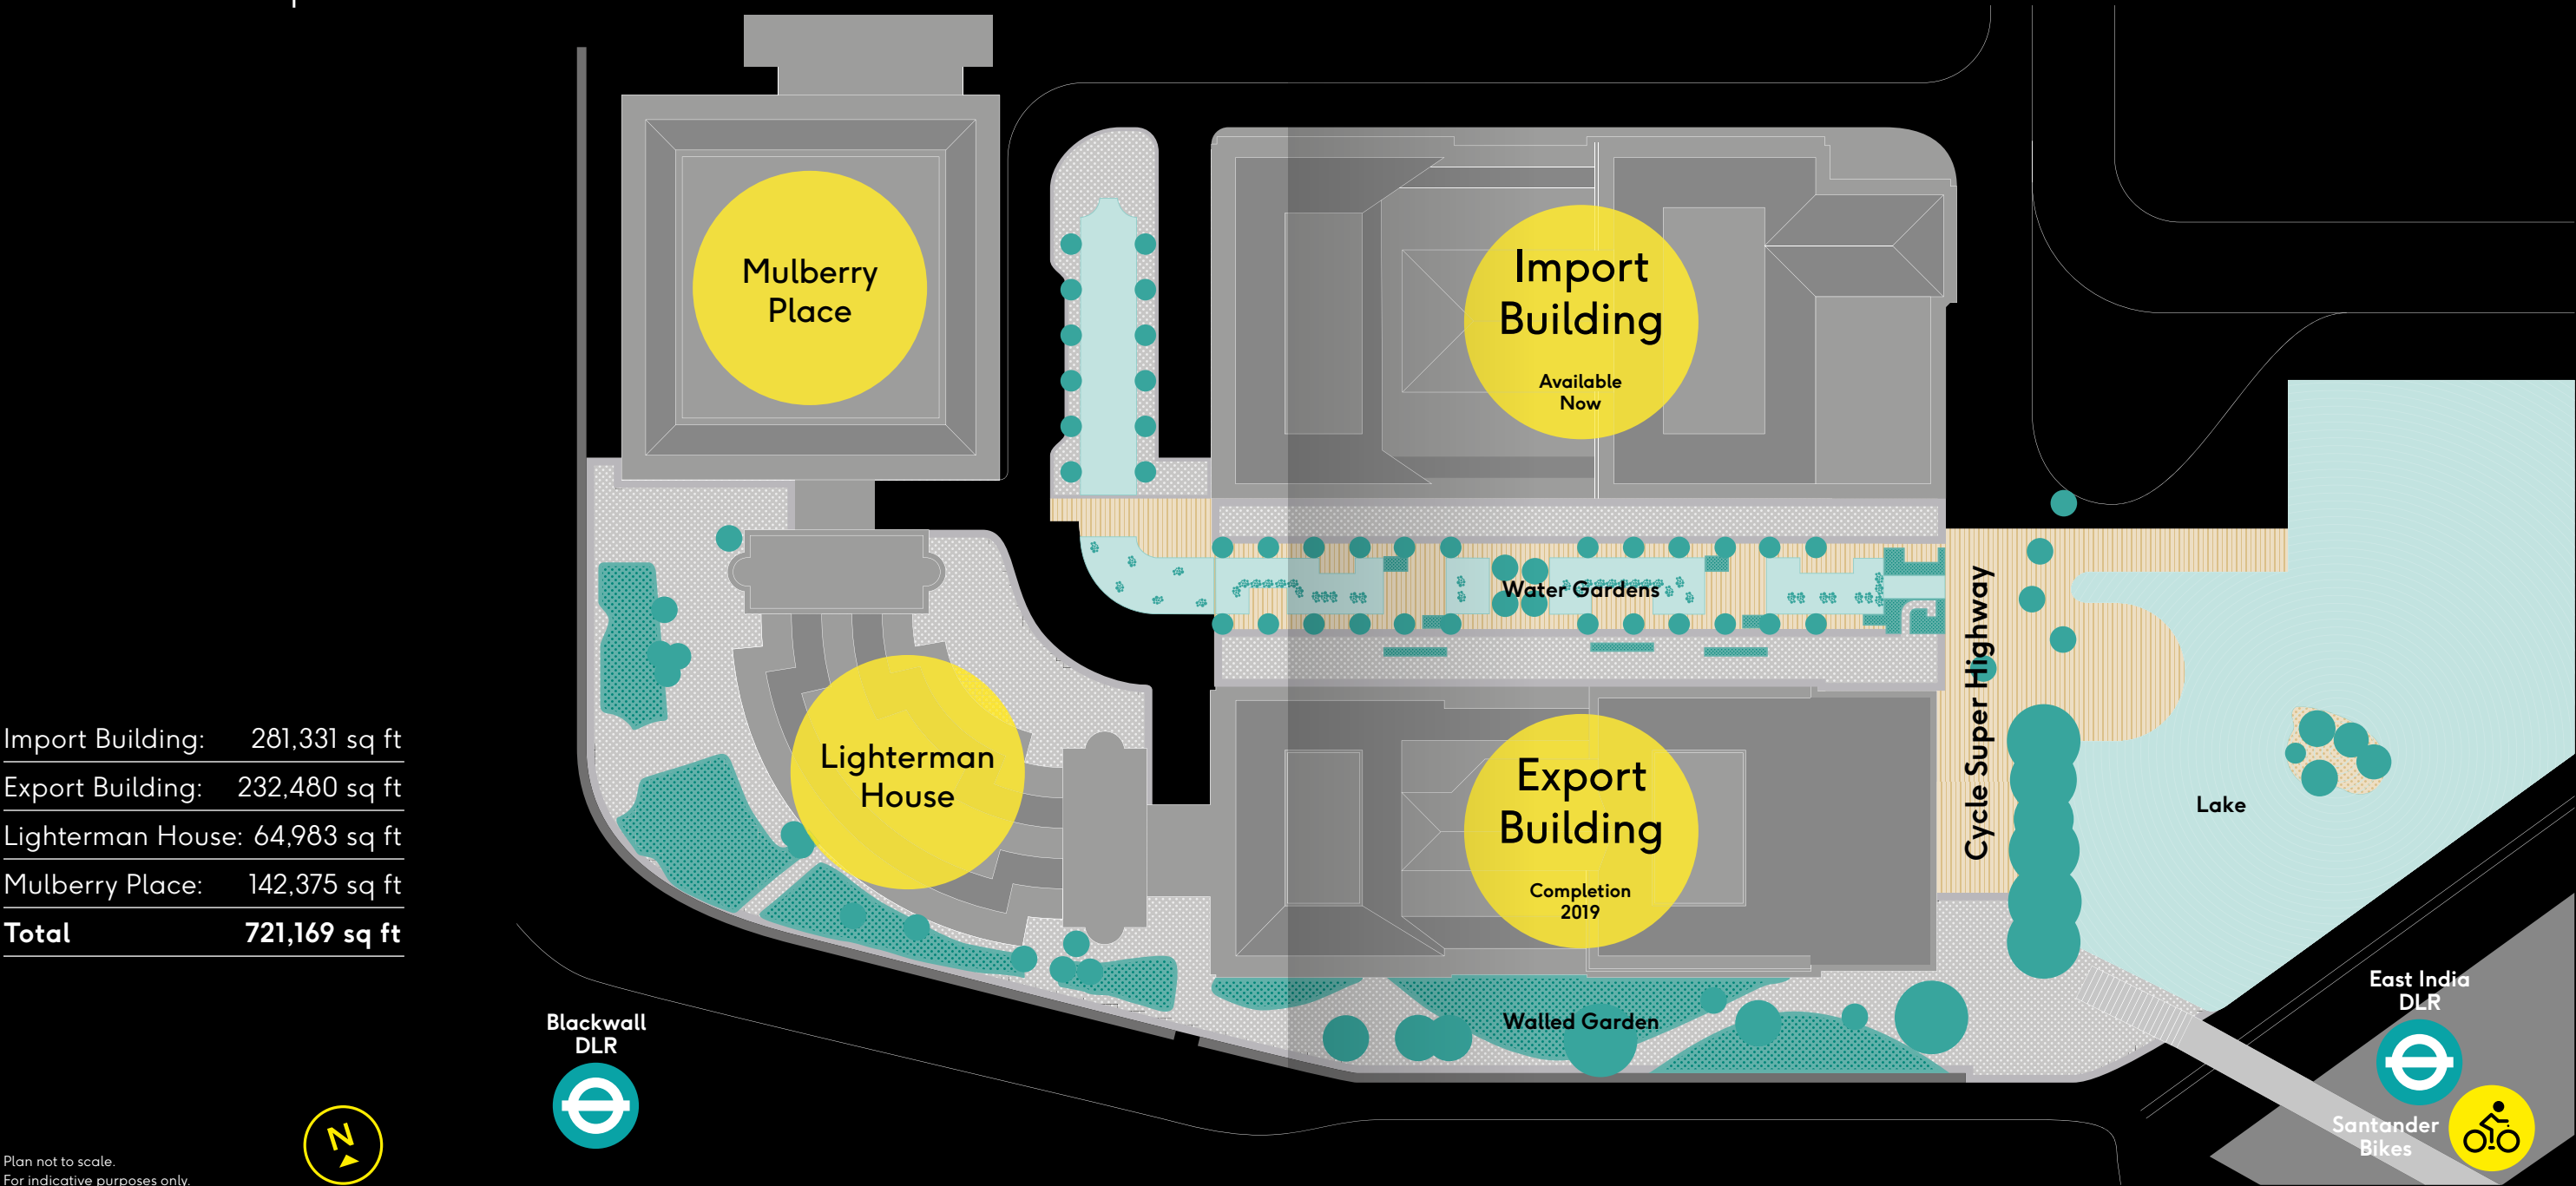 Mulberry
Place
Import
Building
Available
Now
Water Gardens
Cycle Super Highway
Lighterman
House
Export
Building
Completion
2019
Lake
Walled Garden
Import Building: 281,331 sq ft
Export Building: 232,480 sq ft
Lighterman House: 64,983 sq ft
Mulberry Place: 142,375 sq ft
Total 721,169 sq ft
Blackwall
DLR
East India
DLR
Santander
Bikes
N
Plan not to scale.
For indicative purposes only.